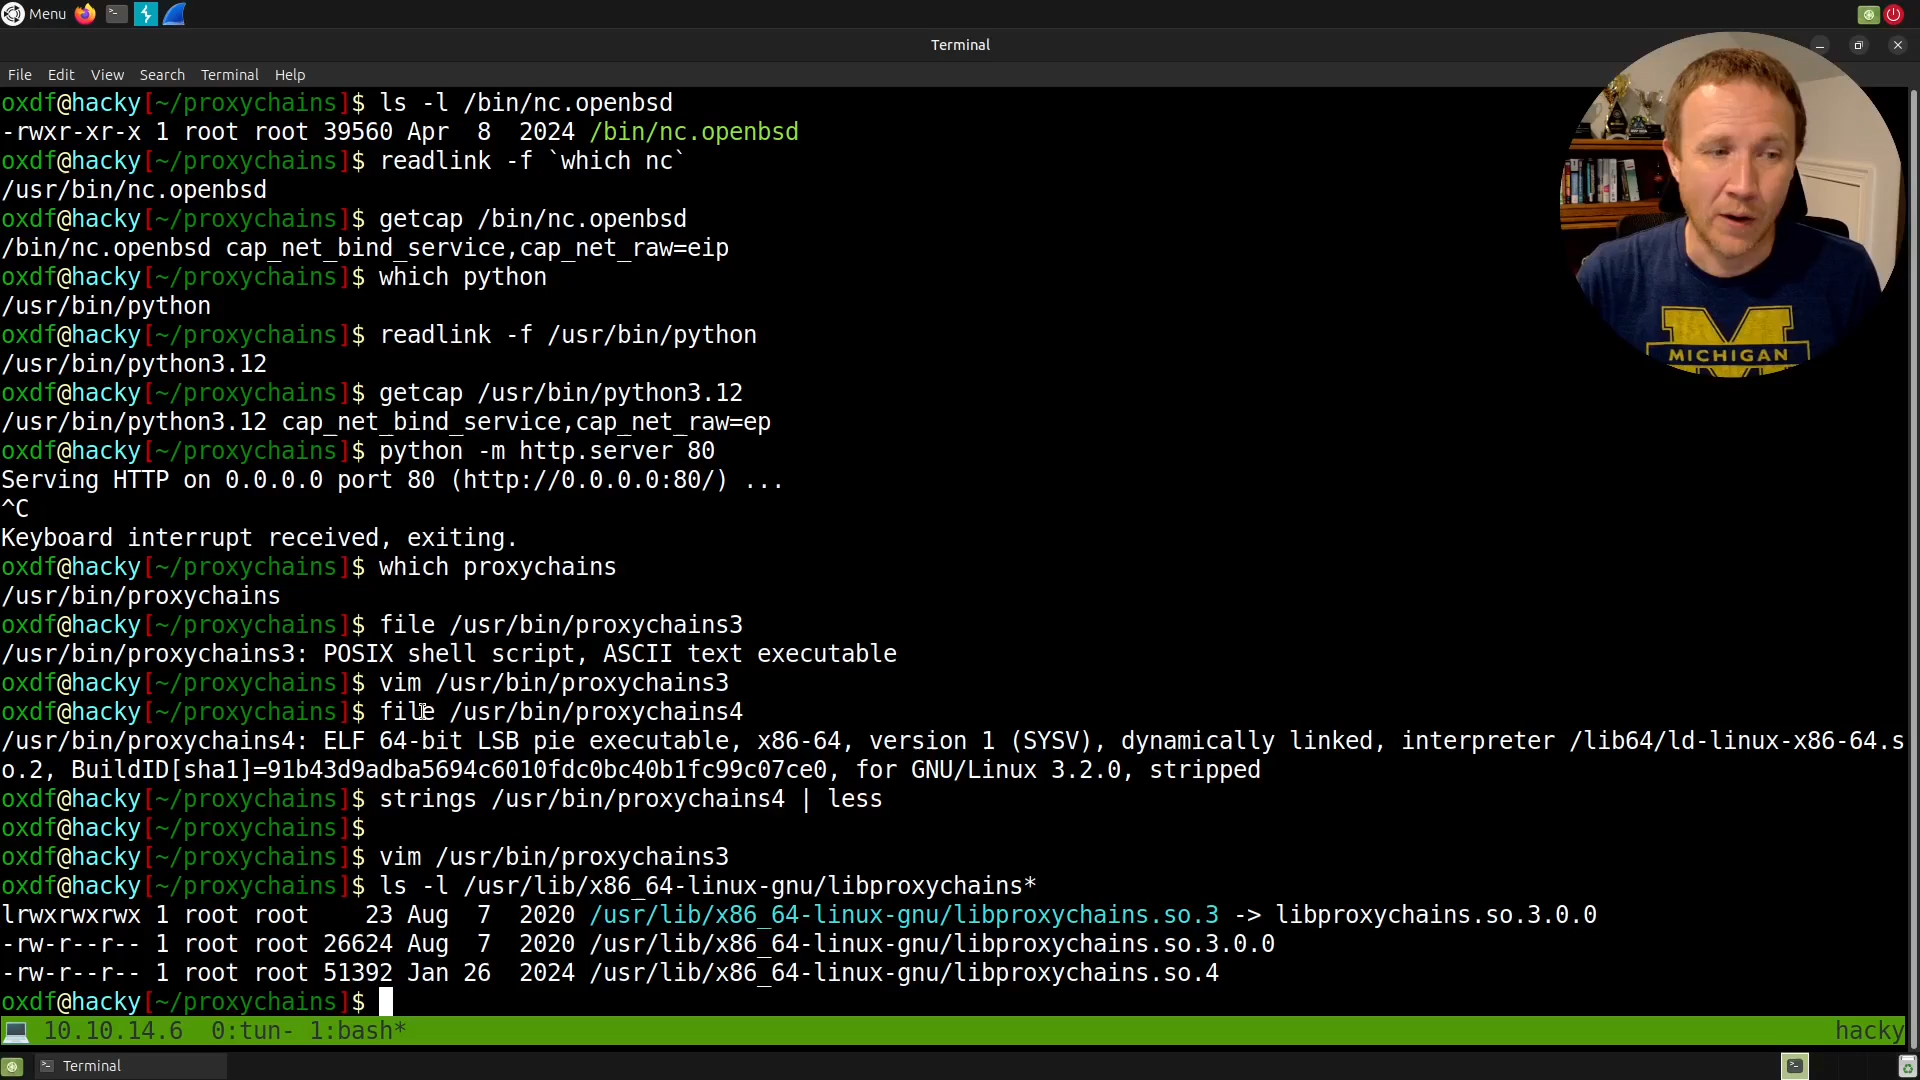 Menu
Terminal
File Edit View Search Terminal Help
oxdf@hacky[~/proxychains]$ ls -l /bin/nc.openbsd
-rwxr-xr-x 1 root root 39560 Apr  8  2024 /bin/nc.openbsd
oxdf@hacky[~/proxychains]$ readlink -f `which nc`
/usr/bin/nc.openbsd
oxdf@hacky[~/proxychains]$ getcap /bin/nc.openbsd
/bin/nc.openbsd cap_net_bind_service,cap_net_raw=eip
oxdf@hacky[~/proxychains]$ which python
/usr/bin/python
oxdf@hacky[~/proxychains]$ readlink -f /usr/bin/python
/usr/bin/python3.12
oxdf@hacky[~/proxychains]$ getcap /usr/bin/python3.12
/usr/bin/python3.12 cap_net_bind_service,cap_net_raw=ep
oxdf@hacky[~/proxychains]$ python -m http.server 80
Serving HTTP on 0.0.0.0 port 80 (http://0.0.0.0:80/) ...
^C
Keyboard interrupt received, exiting.
oxdf@hacky[~/proxychains]$ which proxychains
/usr/bin/proxychains
oxdf@hacky[~/proxychains]$ file /usr/bin/proxychains3
/usr/bin/proxychains3: POSIX shell script, ASCII text executable
oxdf@hacky[~/proxychains]$ vim /usr/bin/proxychains3
oxdf@hacky[~/proxychains]$ file /usr/bin/proxychains4
/usr/bin/proxychains4: ELF 64-bit LSB pie executable, x86-64, version 1 (SYSV), dynamically linked, interpreter /lib64/ld-linux-x86-64.s
o.2, BuildID[sha1]=91b43d9adba5694c6010fdc0bc40b1fc99c07ce0, for GNU/Linux 3.2.0, stripped
oxdf@hacky[~/proxychains]$ strings /usr/bin/proxychains4 | less
oxdf@hacky[~/proxychains]$
oxdf@hacky[~/proxychains]$ vim /usr/bin/proxychains3
oxdf@hacky[~/proxychains]$ ls -l /usr/lib/x86_64-linux-gnu/libproxychains*
lrwxrwxrwx 1 root root    23 Aug  7  2020 /usr/lib/x86_64-linux-gnu/libproxychains.so.3 -> libproxychains.so.3.0.0
-rw-r--r-- 1 root root 26624 Aug  7  2020 /usr/lib/x86_64-linux-gnu/libproxychains.so.3.0.0
-rw-r--r-- 1 root root 51392 Jan 26  2024 /usr/lib/x86_64-linux-gnu/libproxychains.so.4
oxdf@hacky[~/proxychains]$
10.10.14.6  0:tun- 1:bash* hacky
Terminal
M
MICHIGAN